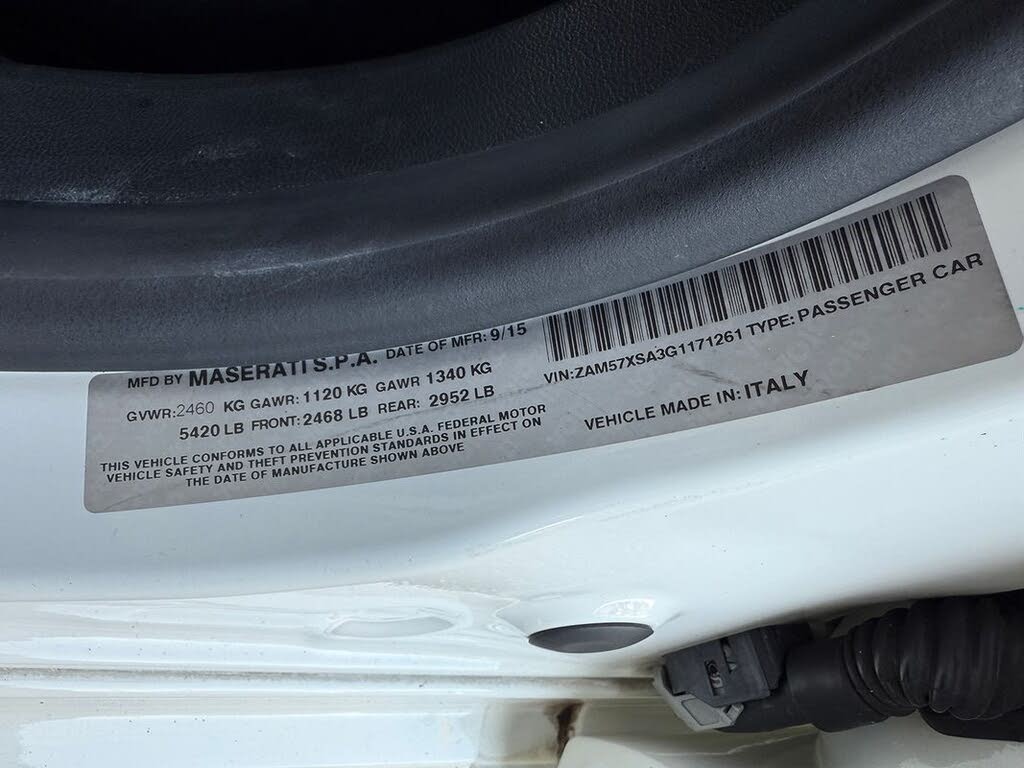 MFD BY MASERATI S.P.A. DATE OF MFR: 9/15
GVWR: 2460 KG GAWR: 1120 KG GAWR 1340 KG
5420 LB FRONT: 2468 LB REAR: 2952 LB
THIS VEHICLE CONFORMS TO ALL APPLICABLE U.S.A. FEDERAL MOTOR
VEHICLE SAFETY AND THEFT PREVENTION STANDARDS IN EFFECT ON
THE DATE OF MANUFACTURE SHOWN ABOVE
VIN: ZAM57XSA3G1171261 TYPE: PASSENGER CAR
VEHICLE MADE IN: ITALY